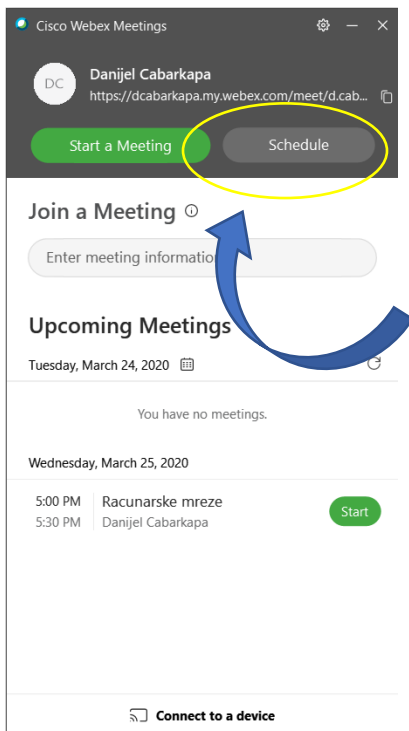 Cisco Webex Meetings
DC
Danijel Cabarkapa
https://dcabarkapa.my.webex.com/meet/d.cab...
Start a Meeting
Schedule
Join a Meeting
Enter meeting information
Upcoming Meetings
Tuesday, March 24, 2020
You have no meetings.
Wednesday, March 25, 2020
5:00 PM Racunarske mreze
5:30 PM Danijel Cabarkapa
Start
Connect to a device